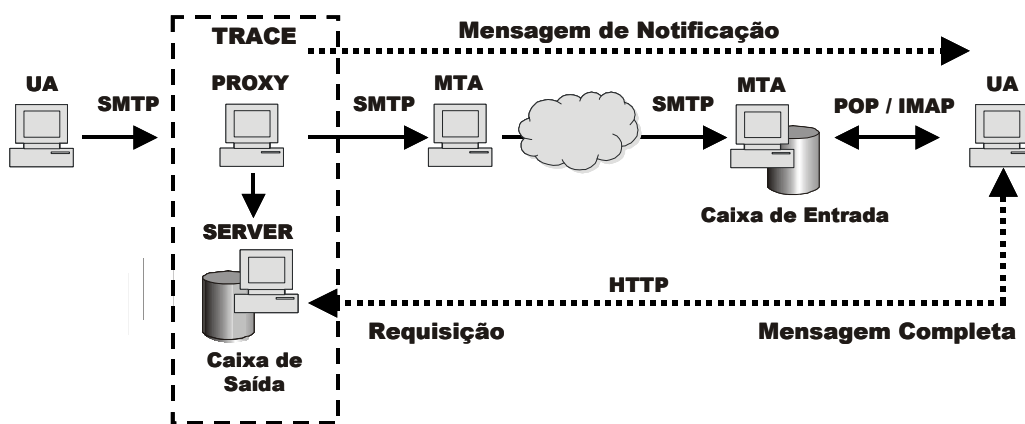 TRACE
Mensagem de Notificação
UA
SMTP
PROXY
SMTP
MTA
SMTP
MTA
POP / IMAP
UA
Caixa de Entrada
SERVER
HTTP
Requisição
Mensagem Completa
Caixa de
Saída